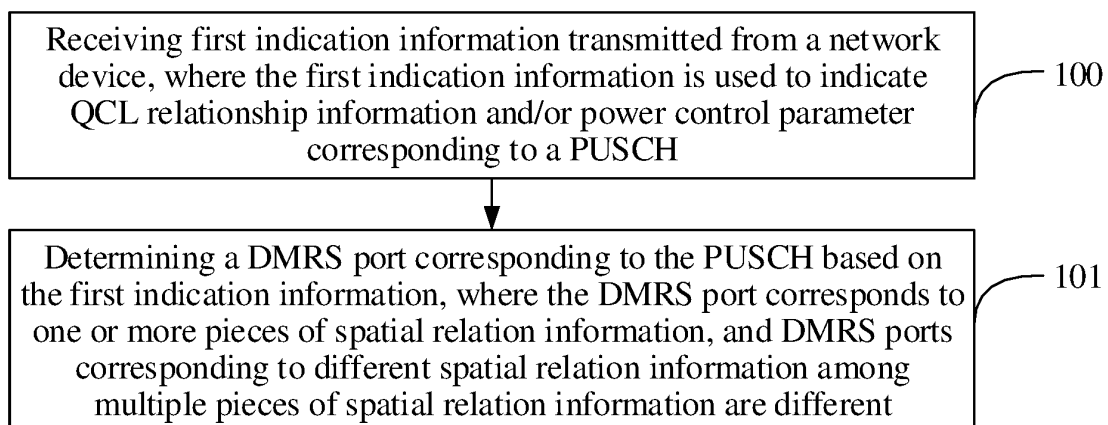 Receiving first indication information transmitted from a network
device, where the first indication information is used to indicate
QCL relationship information and/or power control parameter
corresponding to a PUSCH
100
Determining a DMRS port corresponding to the PUSCH based on
the first indication information, where the DMRS port corresponds to
one or more pieces of spatial relation information, and DMRS ports
corresponding to different spatial relation information among
multiple pieces of spatial relation information are different
101